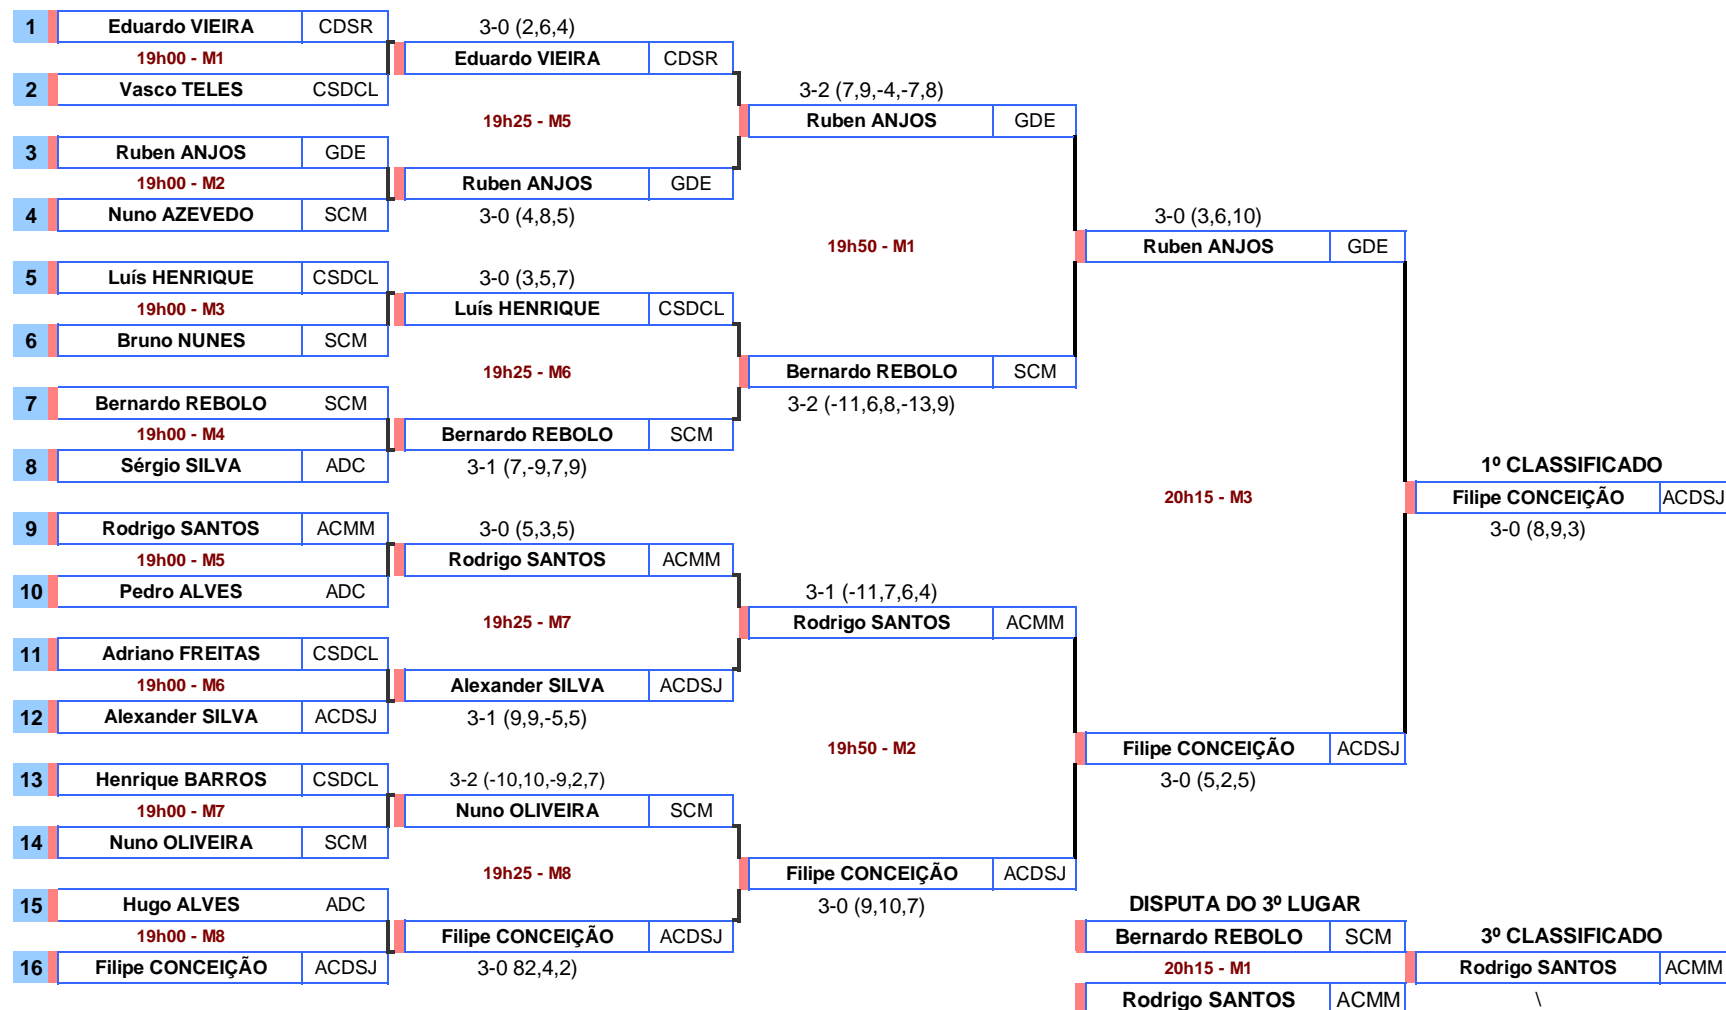 1 Eduardo VIEIRA CDSR 3-0 (2,6,4)
19h00 - M1 Eduardo VIEIRA CDSR
2 Vasco TELES CSDCL 3-2 (7,9,-4,-7,8)
19h25 - M5 Ruben ANJOS GDE
3 Ruben ANJOS GDE
19h00 - M2 Ruben ANJOS GDE
4 Nuno AZEVEDO SCM 3-0 (4,8,5) 3-0 (3,6,10)
19h50 - M1 Ruben ANJOS GDE
5 Luís HENRIQUE CSDCL 3-0 (3,5,7)
19h00 - M3 Luís HENRIQUE CSDCL
6 Bruno NUNES SCM
19h25 - M6 Bernardo REBOLO SCM
7 Bernardo REBOLO SCM 3-2 (-11,6,8,-13,9)
19h00 - M4 Bernardo REBOLO SCM
8 Sérgio SILVA ADC 3-1 (7,-9,7,9) 1º CLASSIFICADO
20h15 - M3 Filipe CONCEIÇÃO ACDSJ
9 Rodrigo SANTOS ACMM 3-0 (5,3,5) 3-0 (8,9,3)
19h00 - M5 Rodrigo SANTOS ACMM
10 Pedro ALVES ADC 3-1 (-11,7,6,4)
19h25 - M7 Rodrigo SANTOS ACMM
11 Adriano FREITAS CSDCL
19h00 - M6 Alexander SILVA ACDSJ
12 Alexander SILVA ACDSJ 3-1 (9,9,-5,5)
19h50 - M2 Filipe CONCEIÇÃO ACDSJ
13 Henrique BARROS CSDCL 3-2 (-10,10,-9,2,7) 3-0 (5,2,5)
19h00 - M7 Nuno OLIVEIRA SCM
14 Nuno OLIVEIRA SCM
19h25 - M8 Filipe CONCEIÇÃO ACDSJ
15 Hugo ALVES ADC 3-0 (9,10,7) DISPUTA DO 3º LUGAR
19h00 - M8 Filipe CONCEIÇÃO ACDSJ Bernardo REBOLO SCM 3º CLASSIFICADO
16 Filipe CONCEIÇÃO ACDSJ 3-0 82,4,2) 20h15 - M1 Rodrigo SANTOS ACMM
Rodrigo SANTOS ACMM \